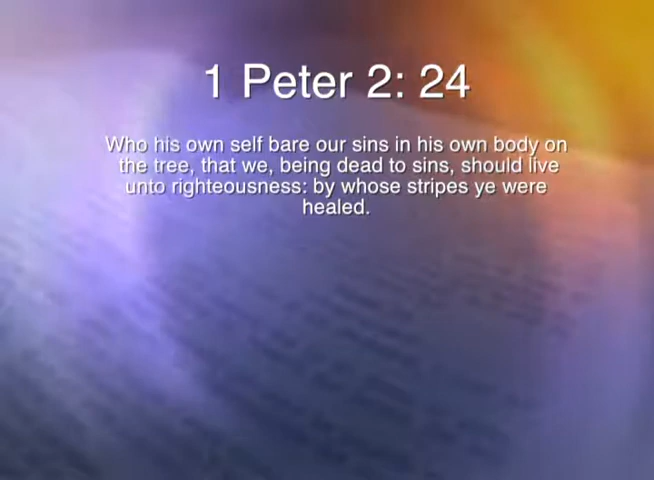 1 Peter 2: 24
Who his own self bare our sins in his own body on
the tree, that we, being dead to sins, should live
unto righteousness: by whose stripes ye were
healed.